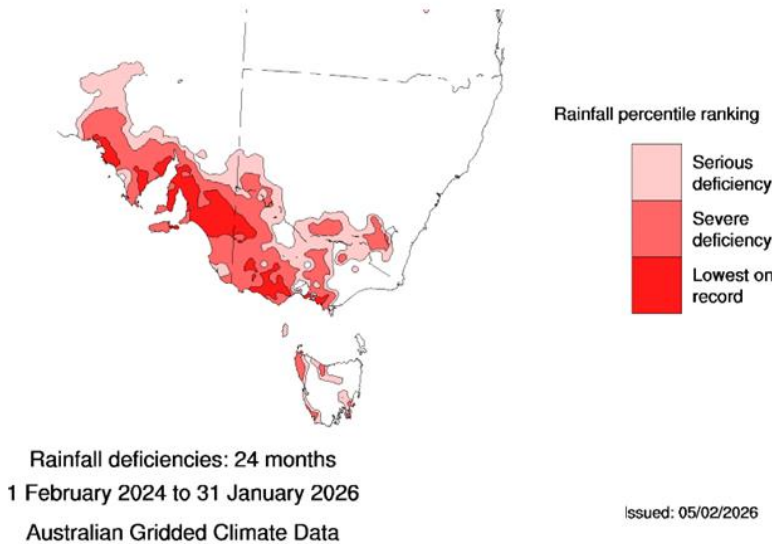 Rainfall percentile ranking
Serious
deficiency
Severe
deficiency
Lowest on
record
Rainfall deficiencies: 24 months
1 February 2024 to 31 January 2026
Australian Gridded Climate Data
Issued: 05/02/2026